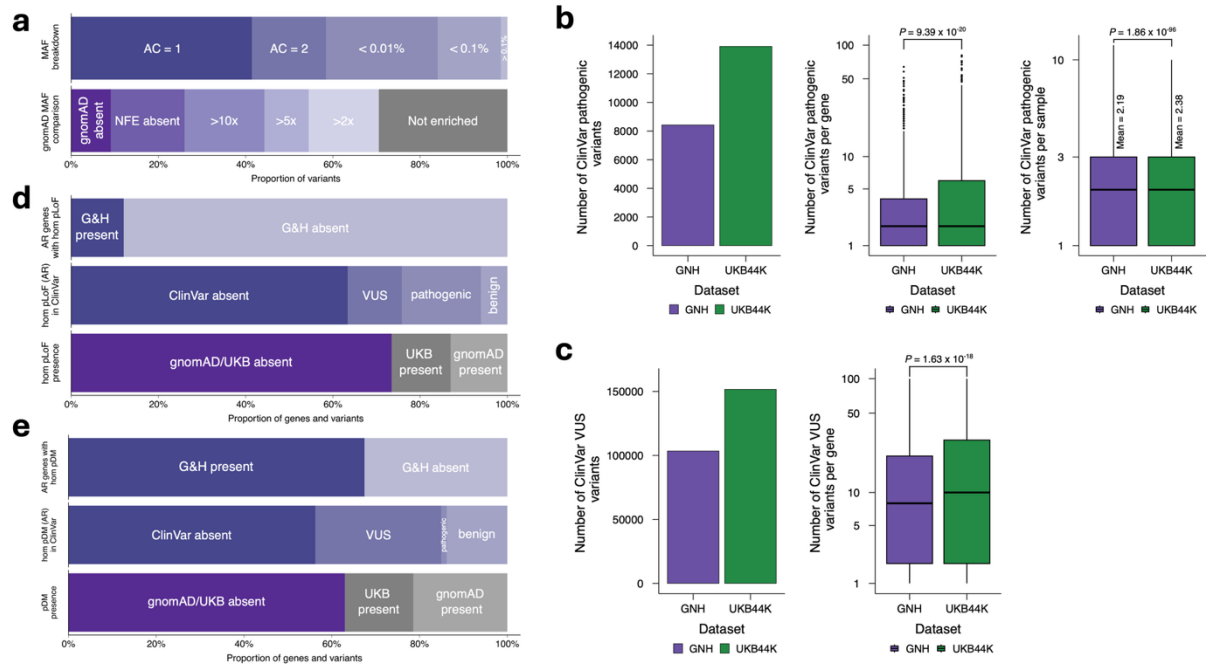 a
MAF
breakdown
AC = 1
AC = 2
< 0.01%
< 0.1%
> 0.1%
gnomAD MAF
comparison
gnomAD
absent
NFE absent
>10x
>5x
>2x
Not enriched
0%
20%
40%
60%
80%
100%
Proportion of variants
b
Number of ClinVar pathogenic
variants
14000
12000
10000
8000
6000
4000
2000
0
GNH
UKB44K
Dataset
GNH
UKB44K
P = 9.39 x 10⁻²⁰
Number of ClinVar pathogenic
variants per gene
100
50
10
5
1
GNH
UKB44K
Dataset
GNH
UKB44K
P = 1.86 x 10⁻⁹⁶
Number of ClinVar pathogenic
variants per sample
10
3
1
Mean = 2.19
Mean = 2.38
GNH
UKB44K
Dataset
GNH
UKB44K
d
AR genes
with hom pLoF
G&H
present
G&H absent
hom pLoF (AR)
in ClinVar
ClinVar absent
VUS
pathogenic
benign
hom pLoF
presence
gnomAD/UKB absent
UKB
present
gnomAD
present
0%
20%
40%
60%
80%
100%
Proportion of genes and variants
c
Number of ClinVar VUS
variants
150000
100000
50000
0
GNH
UKB44K
Dataset
GNH
UKB44K
P = 1.63 x 10⁻¹⁸
Number of ClinVar VUS
variants per gene
100
50
10
5
1
GNH
UKB44K
Dataset
GNH
UKB44K
e
AR genes with
hom pDM
G&H present
G&H absent
hom pDM (AR)
in ClinVar
ClinVar absent
VUS
pathogenic
benign
pDM
presence
gnomAD/UKB absent
UKB
present
gnomAD
present
0%
20%
40%
60%
80%
100%
Proportion of genes and variants